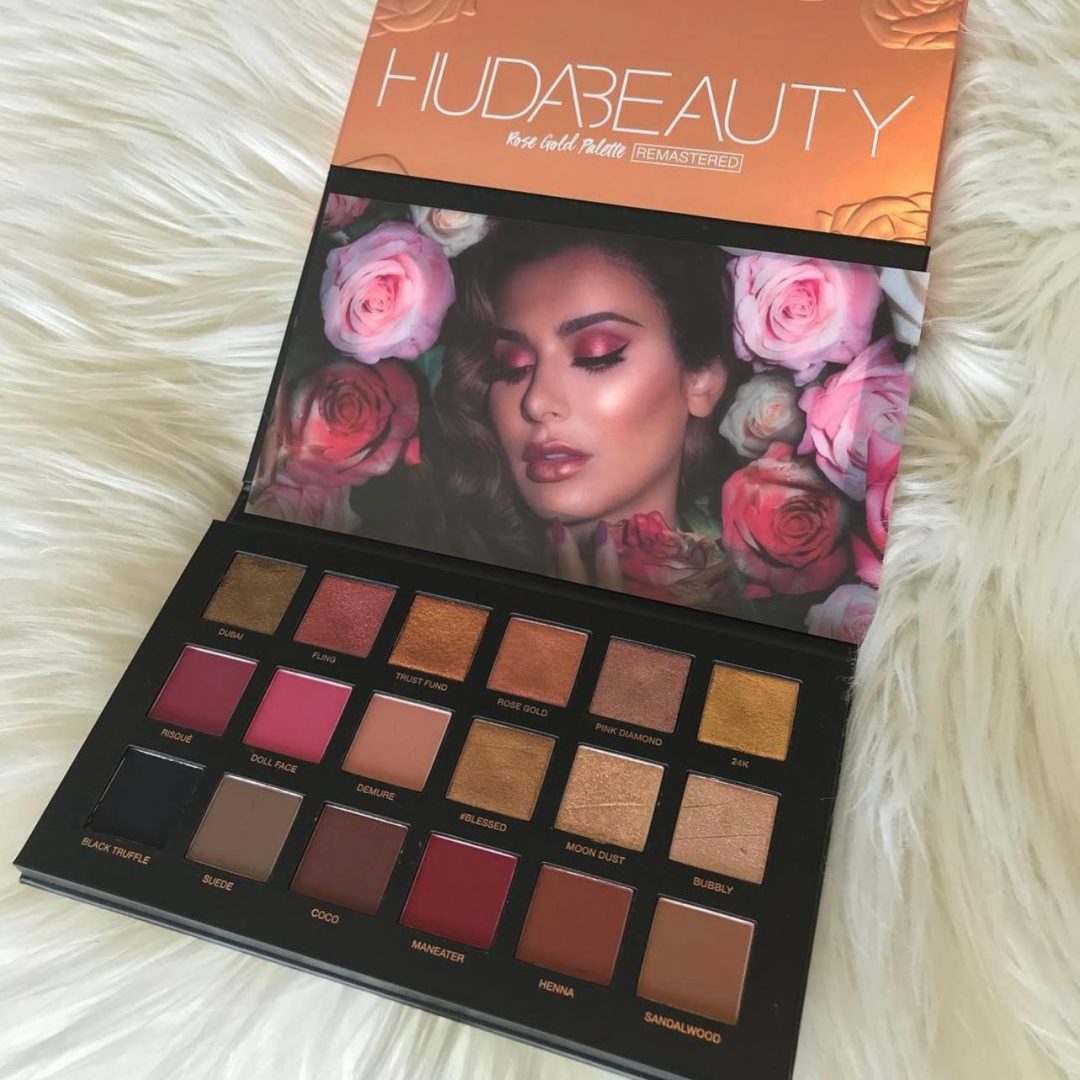 HUDABEAUTY
Rose Gold Palette REMASTERED
DUBAI
FLING
TRUST FUND
ROSE GOLD
PINK DIAMOND
24K
RISQUÉ
DOLL FACE
DEMURE
#BLESSED
MOON DUST
BUBBLY
BLACK TRUFFLE
SUEDE
COCO
MANEATER
HENNA
SANDALWOOD